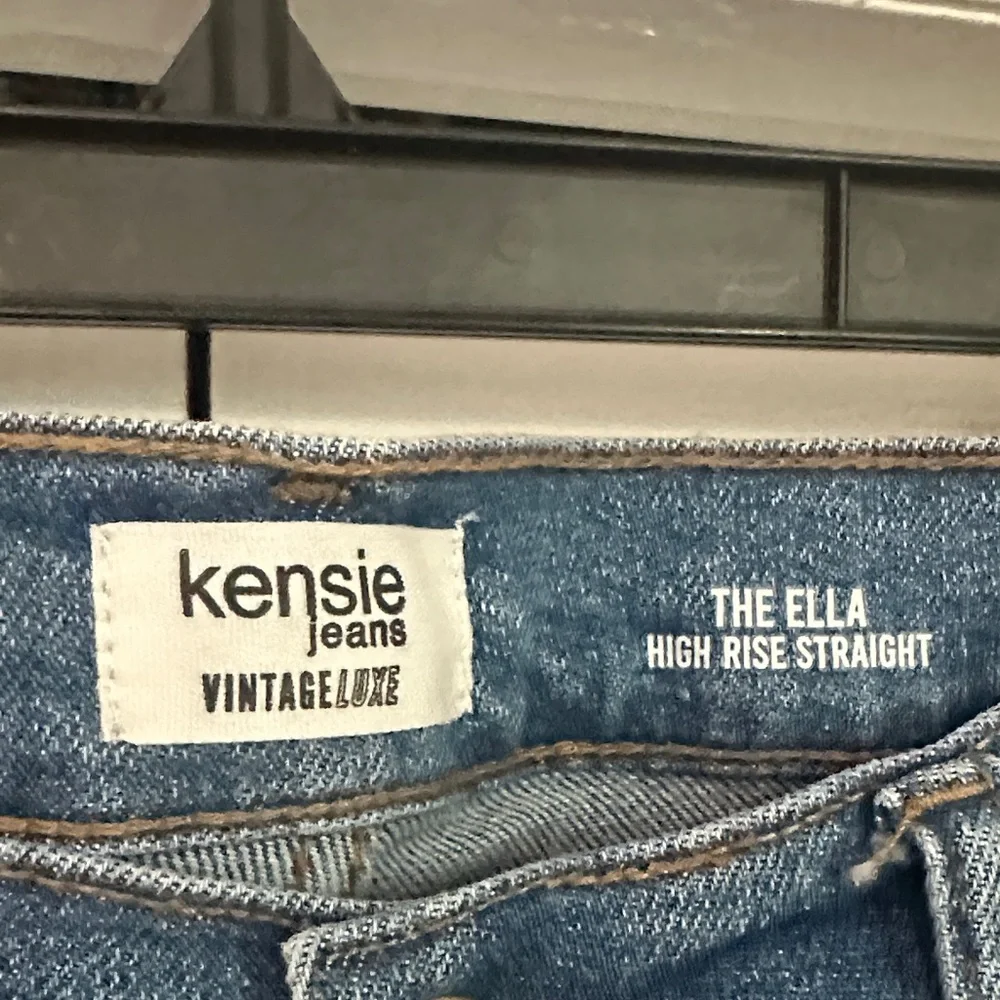 kensie
jeans
VINTAGELUXE
THE ELLA
HIGH RISE STRAIGHT